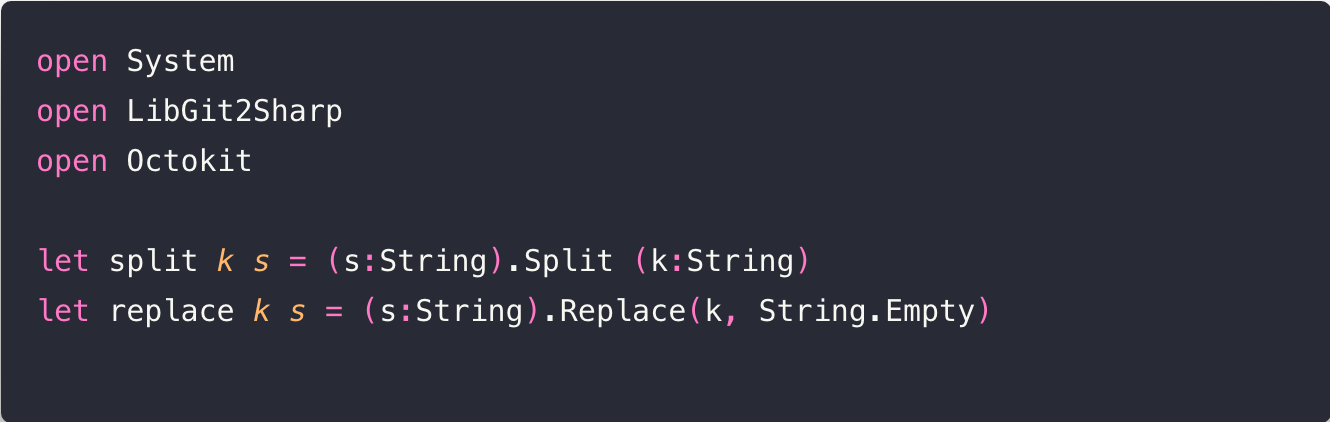 open System
open LibGit2Sharp
open Octokit
let split k s = (s:String).Split (k:String)
let replace k s = (s:String).Replace(k, String.Empty)